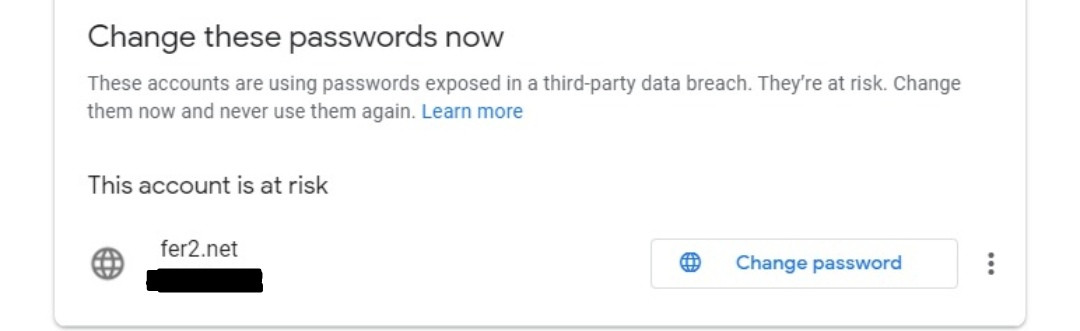 Change these passwords now
These accounts are using passwords exposed in a third-party data breach. They're at risk. Change
them now and never use them again. Learn more
This account is at risk
fer2.net
Change password